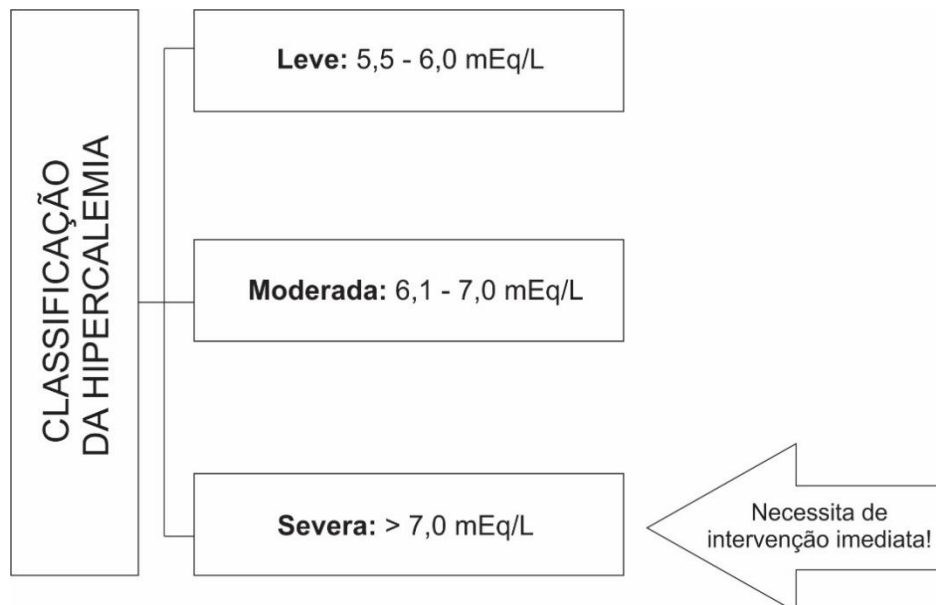 CLASSIFICAÇÃO
DA HIPERCALEMIA
Leve: 5,5 - 6,0 mEq/L
Moderada: 6,1 - 7,0 mEq/L
Severa: > 7,0 mEq/L
Necessita de
intervenção imediata!